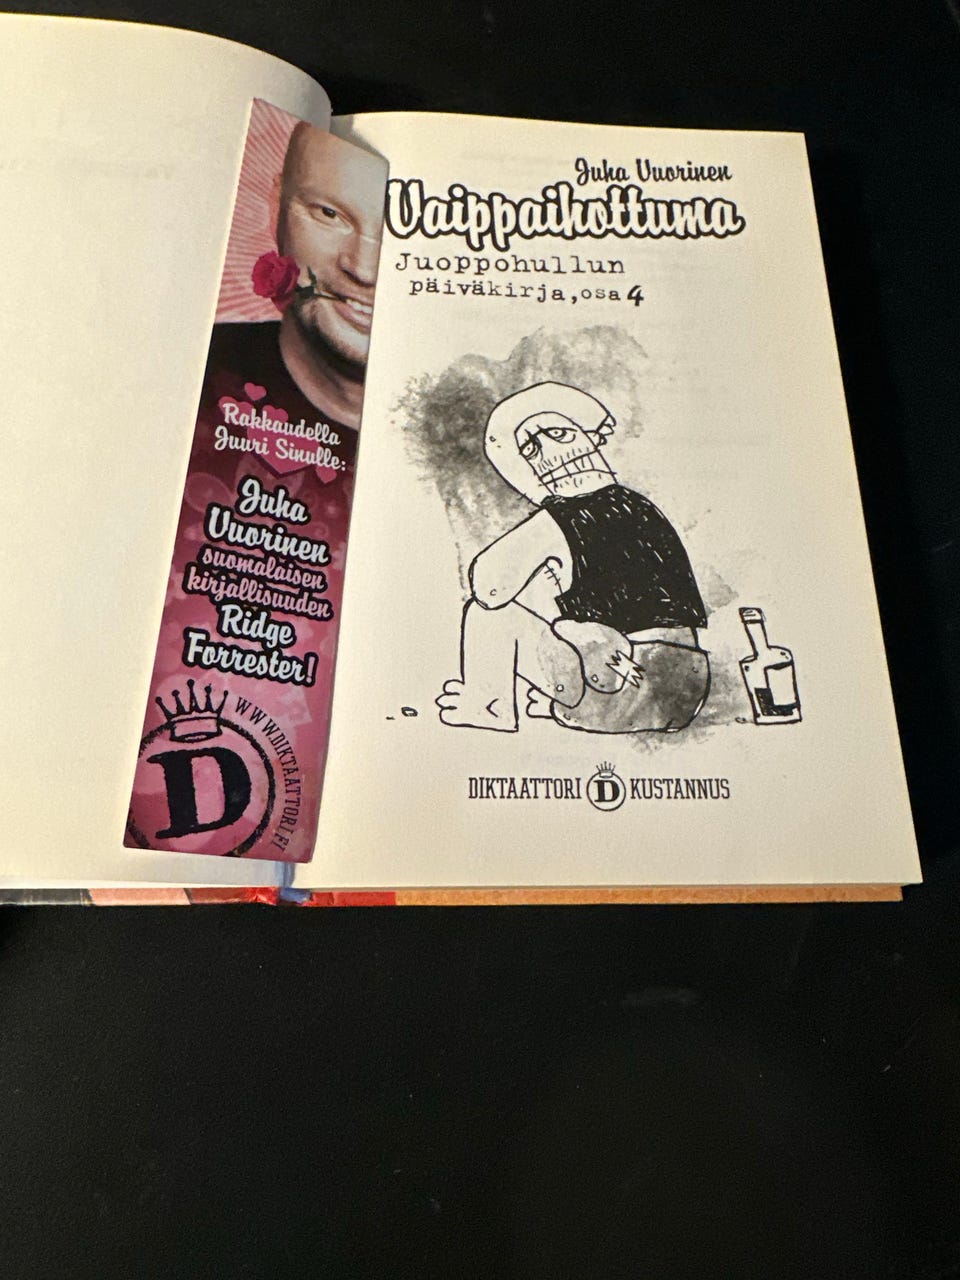 Rakkaudella
Juuri Sinulle:
Juha
Vuorinen
suomalaisen
kirjallisuuden
Ridge
Forrester!
D
WWW.DIKTAATTORI.FI
Juha Vuorinen
Vaippaihottuma
Juoppohullun
päiväkirja, osa 4
DIKTAATTORI D KUSTANNUS